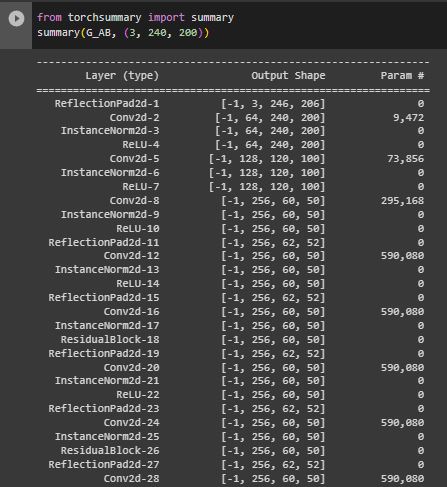 from torchsummary import summary
summary(G_AB, (3, 240, 200))
----------------------------------------------------------------
Layer (type) Output Shape Param #
================================================================
ReflectionPad2d-1 [-1, 3, 246, 206] 0
Conv2d-2 [-1, 64, 240, 200] 9,472
InstanceNorm2d-3 [-1, 64, 240, 200] 0
ReLU-4 [-1, 64, 240, 200] 0
Conv2d-5 [-1, 128, 120, 100] 73,856
InstanceNorm2d-6 [-1, 128, 120, 100] 0
ReLU-7 [-1, 128, 120, 100] 0
Conv2d-8 [-1, 256, 60, 50] 295,168
InstanceNorm2d-9 [-1, 256, 60, 50] 0
ReLU-10 [-1, 256, 60, 50] 0
ReflectionPad2d-11 [-1, 256, 62, 52] 0
Conv2d-12 [-1, 256, 60, 50] 590,080
InstanceNorm2d-13 [-1, 256, 60, 50] 0
ReLU-14 [-1, 256, 60, 50] 0
ReflectionPad2d-15 [-1, 256, 62, 52] 0
Conv2d-16 [-1, 256, 60, 50] 590,080
InstanceNorm2d-17 [-1, 256, 60, 50] 0
ResidualBlock-18 [-1, 256, 60, 50] 0
ReflectionPad2d-19 [-1, 256, 62, 52] 0
Conv2d-20 [-1, 256, 60, 50] 590,080
InstanceNorm2d-21 [-1, 256, 60, 50] 0
ReLU-22 [-1, 256, 60, 50] 0
ReflectionPad2d-23 [-1, 256, 62, 52] 0
Conv2d-24 [-1, 256, 60, 50] 590,080
InstanceNorm2d-25 [-1, 256, 60, 50] 0
ResidualBlock-26 [-1, 256, 60, 50] 0
ReflectionPad2d-27 [-1, 256, 62, 52] 0
Conv2d-28 [-1, 256, 60, 50] 590,080